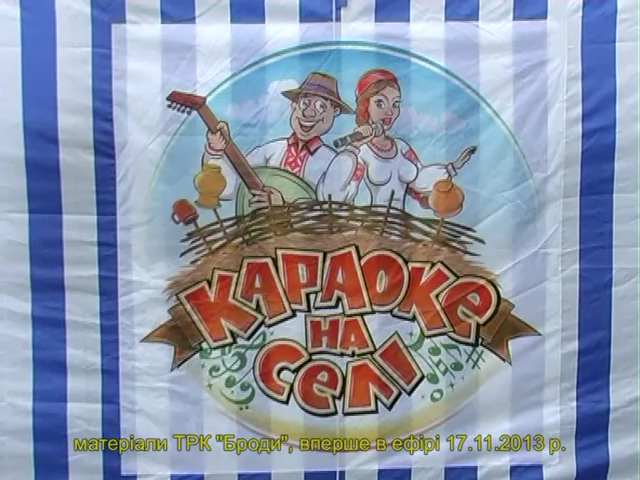 КАРАОКЕ
НА
СЕЛІ
матеріали ТРК "Броди", вперше в ефірі 17.11.2013 р.